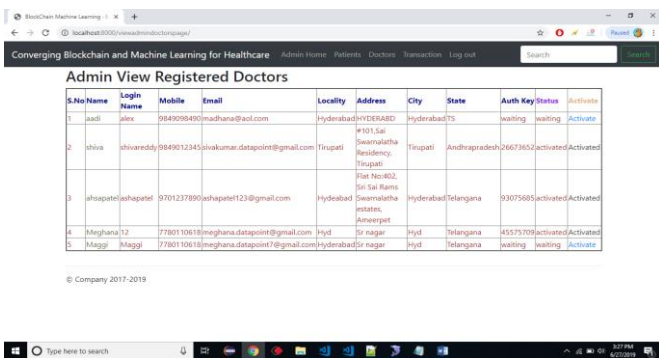 BlockChain Machine Learning
localhost:8000/viewadmindoctorspage/
Paused
Converging Blockchain and Machine Learning for Healthcare Admin Home Patients Doctors Transaction Log out Search Search
Admin View Registered Doctors
S.No Name Login Name Mobile Email Locality Address City State Auth Key Status Activate
1 aadi alex 9849098490 madhana@aol.com Hyderabad HYDERABD Hyderabad TS waiting waiting Activate
2 shiva shivareddy 9849012345 sivakumar.datapoint@gmail.com Tirupati #101,Sai Swarnalatha Residency, Tirupati Tirupati Andhrapradesh 26673652 activated Activated
3 ahsapatel ashapatel 9701237890 ashapatel123@gmail.com Hydeabad Flat No:402, Sri Sai Rams Swarnalatha estates, Ameerpet Hyderabad Telangana 93075685 activated Activated
4 Meghana 12 7780110618 meghana.datapoint@gmail.com Hyd Sr nagar Hyd Telangana 45575709 activated Activated
5 Maggi Maggi 7780110618 meghana.datapoint7@gmail.com Hyderabad Sr nagar Hyd Telangana waiting waiting Activate
© Company 2017-2019
Type here to search
3:27 PM
6/27/2019